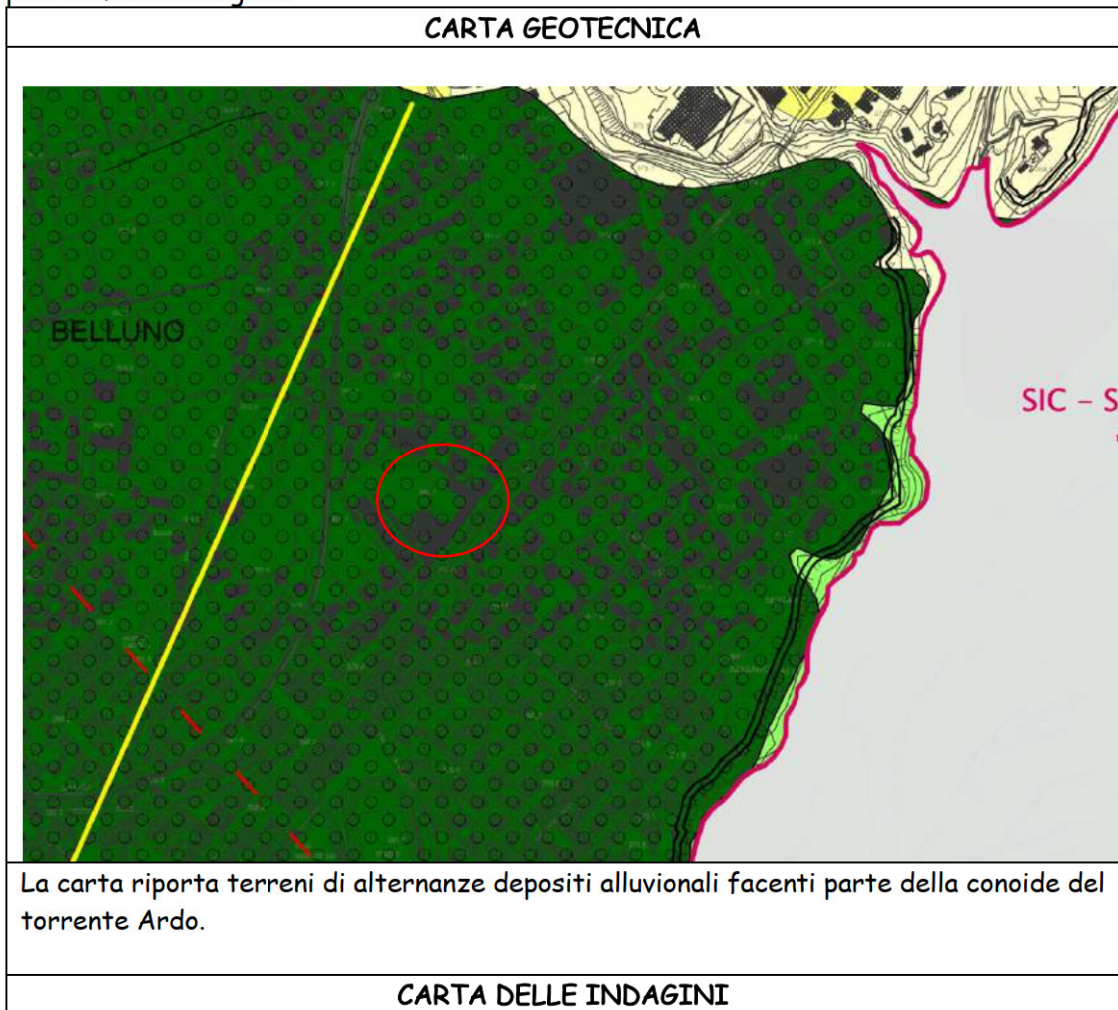 CARTA GEOTECNICA
BELLUNO
SIC – S
La carta riporta terreni di alternanze depositi alluvionali facenti parte della conoide del
torrente Ardo.
CARTA DELLE INDAGINI